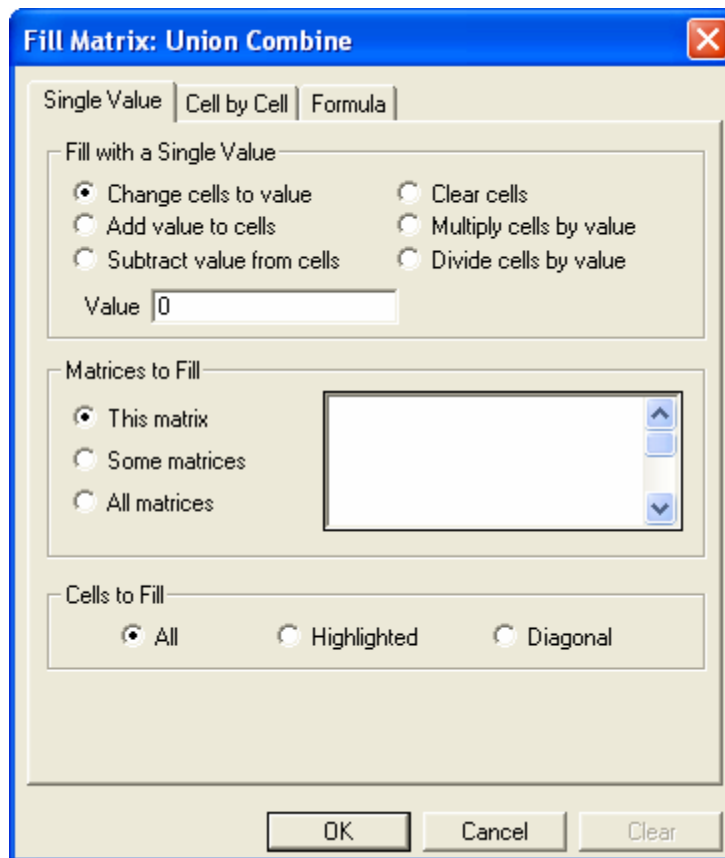 Fill Matrix: Union Combine
Single Value Cell by Cell Formula
Fill with a Single Value
Change cells to value Clear cells
Add value to cells Multiply cells by value
Subtract value from cells Divide cells by value
Value 0
Matrices to Fill
This matrix
Some matrices
All matrices
Cells to Fill
All Highlighted Diagonal
OK Cancel Clear